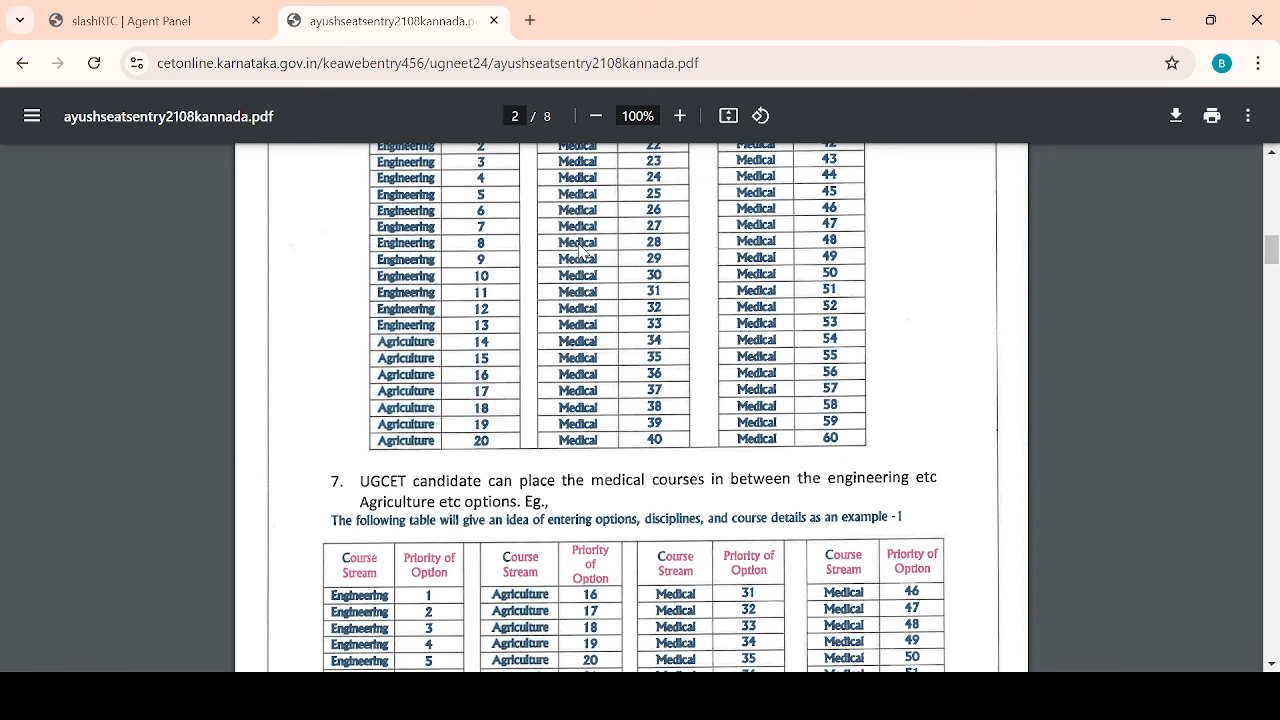 slashRTC | Agent Panel
ayushseatsentry2108kannada.p
cetonline.karnataka.gov.in/keawebentry456/ugneet24/ayushseatsentry2108kannada.pdf
B
ayushseatsentry2108kannada.pdf
2 / 8
100%
Engineering 2 Medical 22 Medical 42
Engineering 3 Medical 23 Medical 43
Engineering 4 Medical 24 Medical 44
Engineering 5 Medical 25 Medical 45
Engineering 6 Medical 26 Medical 46
Engineering 7 Medical 27 Medical 47
Engineering 8 Medical 28 Medical 48
Engineering 9 Medical 29 Medical 49
Engineering 10 Medical 30 Medical 50
Engineering 11 Medical 31 Medical 51
Engineering 12 Medical 32 Medical 52
Engineering 13 Medical 33 Medical 53
Agriculture 14 Medical 34 Medical 54
Agriculture 15 Medical 35 Medical 55
Agriculture 16 Medical 36 Medical 56
Agriculture 17 Medical 37 Medical 57
Agriculture 18 Medical 38 Medical 58
Agriculture 19 Medical 39 Medical 59
Agriculture 20 Medical 40 Medical 60
7. UGCET candidate can place the medical courses in between the engineering etc
Agriculture etc options. Eg.,
The following table will give an idea of entering options, disciplines, and course details as an example -1
Course Stream Priority of Option Course Stream Priority of Option Course Stream Priority of Option Course Stream Priority of Option
Engineering 1 Agriculture 16 Medical 31 Medical 46
Engineering 2 Agriculture 17 Medical 32 Medical 47
Engineering 3 Agriculture 18 Medical 33 Medical 48
Engineering 4 Agriculture 19 Medical 34 Medical 49
Engineering 5 Agriculture 20 Medical 35 Medical 50